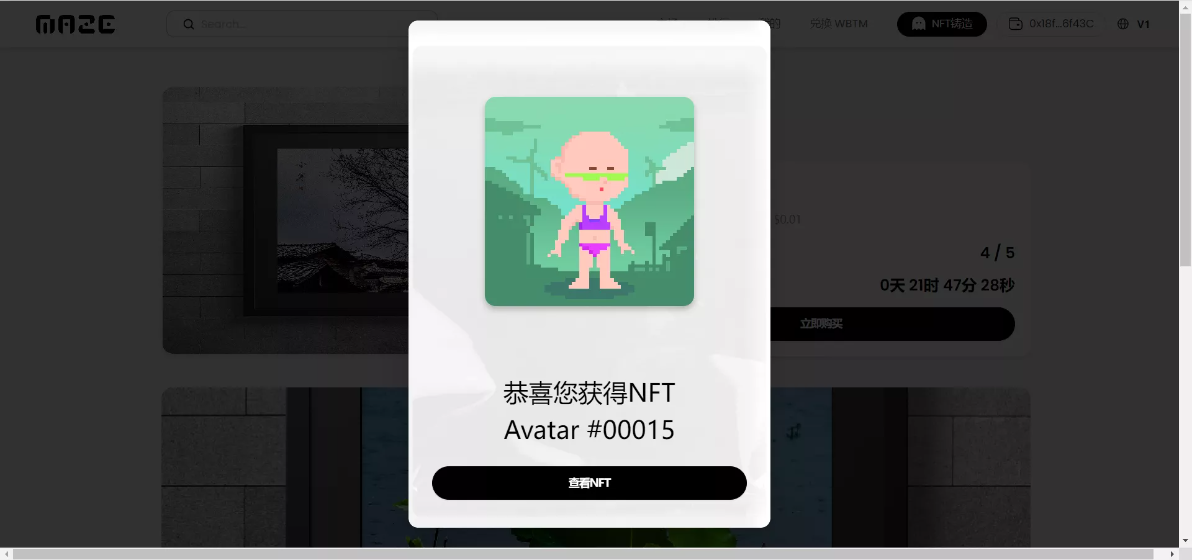 MAZE
Search...
兑换 WBTM
NFT铸造
0x18f...6f43C
V1
$0.01
4 / 5
0天 21时 47分 28秒
立即购买
恭喜您获得NFT
Avatar #00015
查看NFT